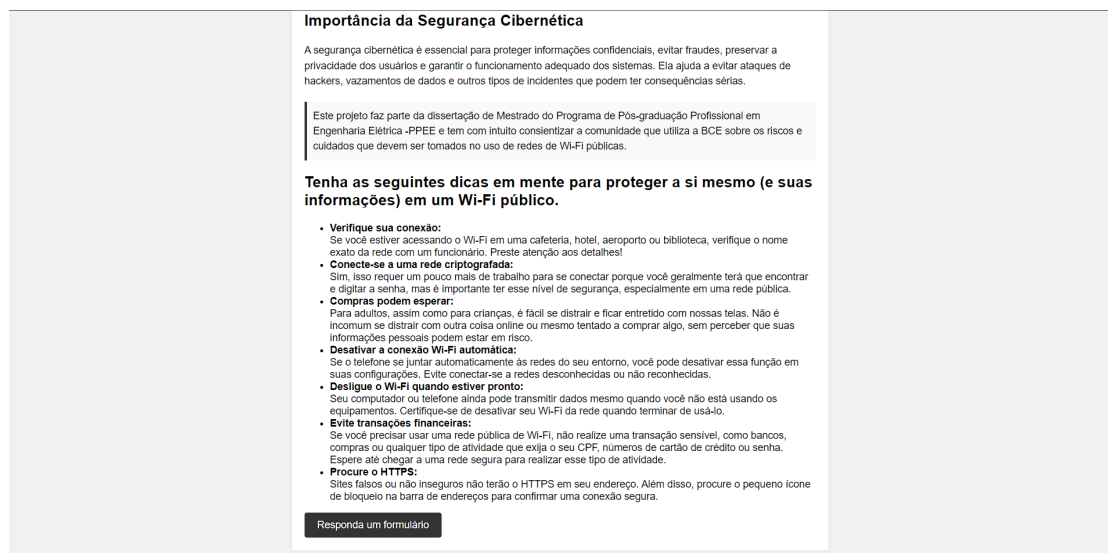 Importância da Segurança Cibernética
A segurança cibernética é essencial para proteger informações confidenciais, evitar fraudes, preservar a
privacidade dos usuários e garantir o funcionamento adequado dos sistemas. Ela ajuda a evitar ataques de
hackers, vazamentos de dados e outros tipos de incidentes que podem ter consequências sérias.
Este projeto faz parte da dissertação de Mestrado do Programa de Pós-graduação Profissional em
Engenharia Elétrica -PPEE e tem com intuito consientizar a comunidade que utiliza a BCE sobre os riscos e
cuidados que devem ser tomados no uso de redes de Wi-Fi públicas.
Tenha as seguintes dicas em mente para proteger a si mesmo (e suas
informações) em um Wi-Fi público.
• Verifique sua conexão:
Se você estiver acessando o Wi-Fi em uma cafeteria, hotel, aeroporto ou biblioteca, verifique o nome
exato da rede com um funcionário. Preste atenção aos detalhes!
• Conecte-se a uma rede criptografada:
Sim, isso requer um pouco mais de trabalho para se conectar porque você geralmente terá que encontrar
e digitar a senha, mas é importante ter esse nível de segurança, especialmente em uma rede pública.
• Compras podem esperar:
Para adultos, assim como para crianças, é fácil se distrair e ficar entretido com nossas telas. Não é
incomum se distrair com outra coisa online ou mesmo tentado a comprar algo, sem perceber que suas
informações pessoais podem estar em risco.
• Desativar a conexão Wi-Fi automática:
Se o telefone se juntar automaticamente às redes do seu entorno, você pode desativar essa função em
suas configurações. Evite conectar-se a redes desconhecidas ou não reconhecidas.
• Desligue o Wi-Fi quando estiver pronto:
Seu computador ou telefone ainda pode transmitir dados mesmo quando você não está usando os
equipamentos. Certifique-se de desativar seu Wi-Fi da rede quando terminar de usá-lo.
• Evite transações financeiras:
Se você precisar usar uma rede pública de Wi-Fi, não realize uma transação sensível, como bancos,
compras ou qualquer tipo de atividade que exija o seu CPF, números de cartão de crédito ou senha.
Espere até chegar a uma rede segura para realizar esse tipo de atividade.
• Procure o HTTPS:
Sites falsos ou não inseguros não terão o HTTPS em seu endereço. Além disso, procure o pequeno ícone
de bloqueio na barra de endereços para confirmar uma conexão segura.
Responda um formulário